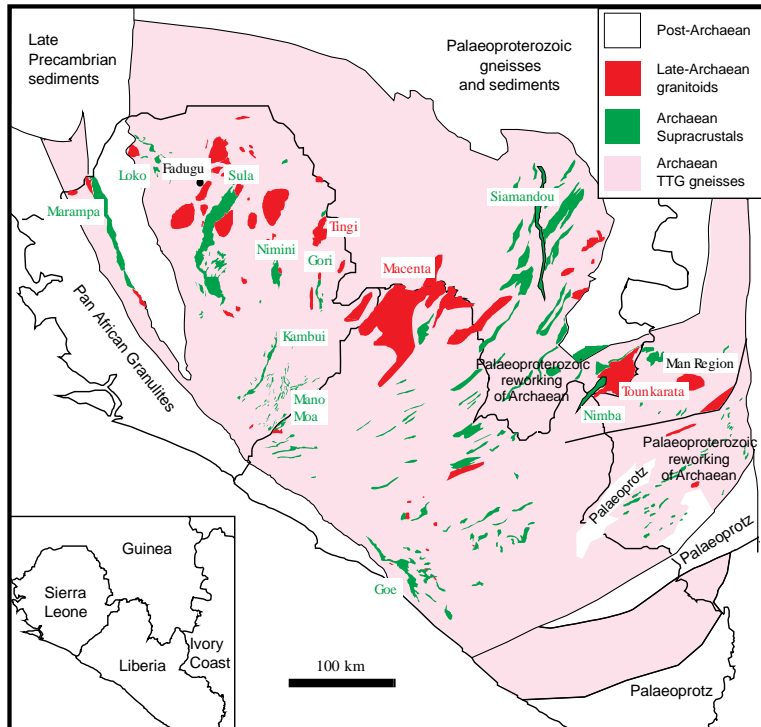 Late
Precambrian
sediments
Palaeoproterozoic
gneisses
and sediments
Post-Archaean
Late-Archaean
granitoids
Archaean
Supracrustals
Archaean
TTG gneisses
Loko
Fadugu
Sula
Marampa
Siamandou
Tingi
Nimini
Gori
Macenta
Pan African Granulites
Kambui
Palaeoproterozoic
reworking
of Archaean
Man Region
Tounkarata
Nimba
Mano
Moa
Palaeoproterozoic
reworking
of Archaean
Palaeoprotz
Palaeoprotz
Goe
Guinea
Sierra
Leone
Ivory
Coast
Liberia
100 km
Palaeoprotz